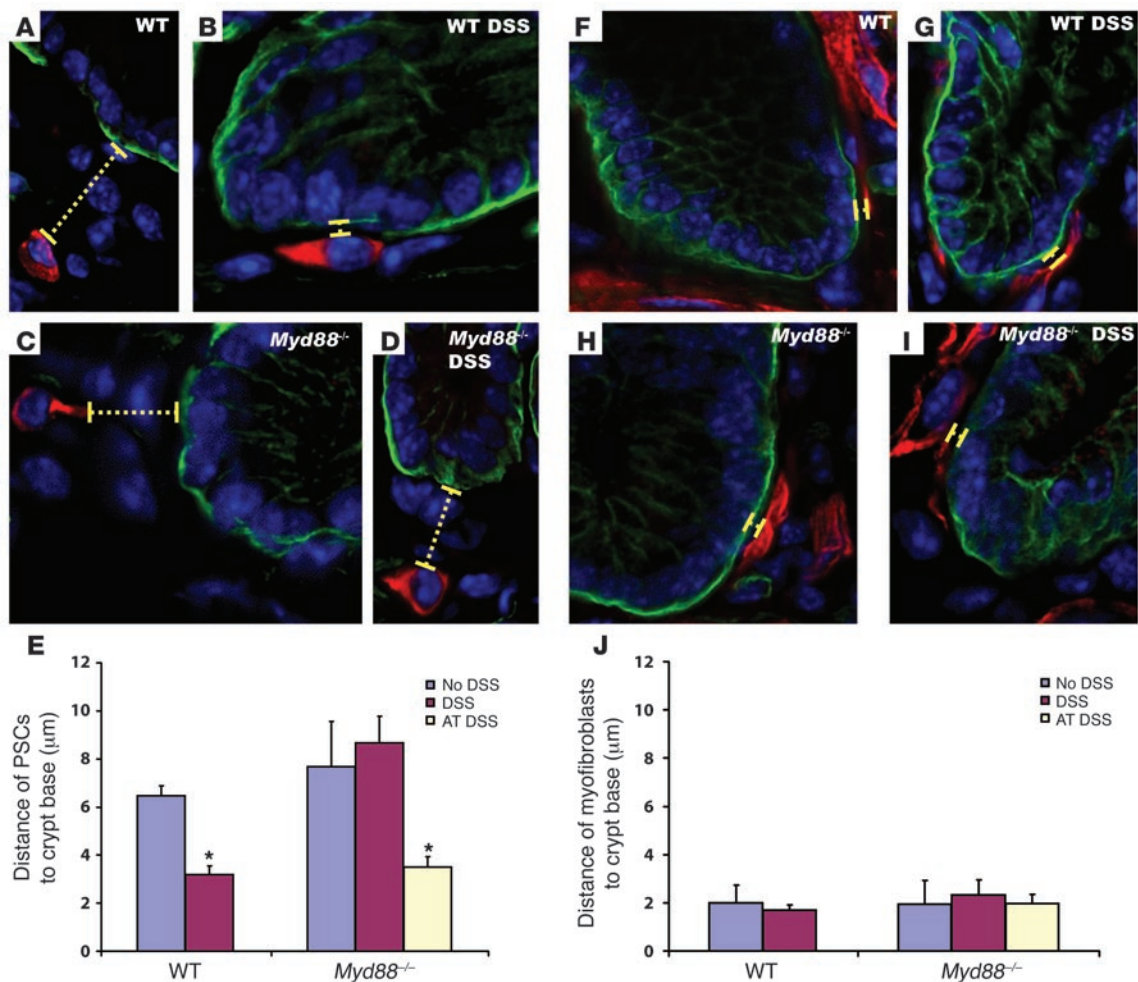 A WT
B WT DSS
F WT
G WT DSS
C Myd88-/-
D Myd88-/-
DSS
H Myd88-/-
I Myd88-/- DSS
E
Distance of PSCs
to crypt base (μm)
12
10
8
6
4
2
0
No DSS
DSS
AT DSS
*
*
WT
Myd88–/–
J
Distance of myofibroblasts
to crypt base (μm)
12
10
8
6
4
2
0
No DSS
DSS
AT DSS
WT
Myd88–/–